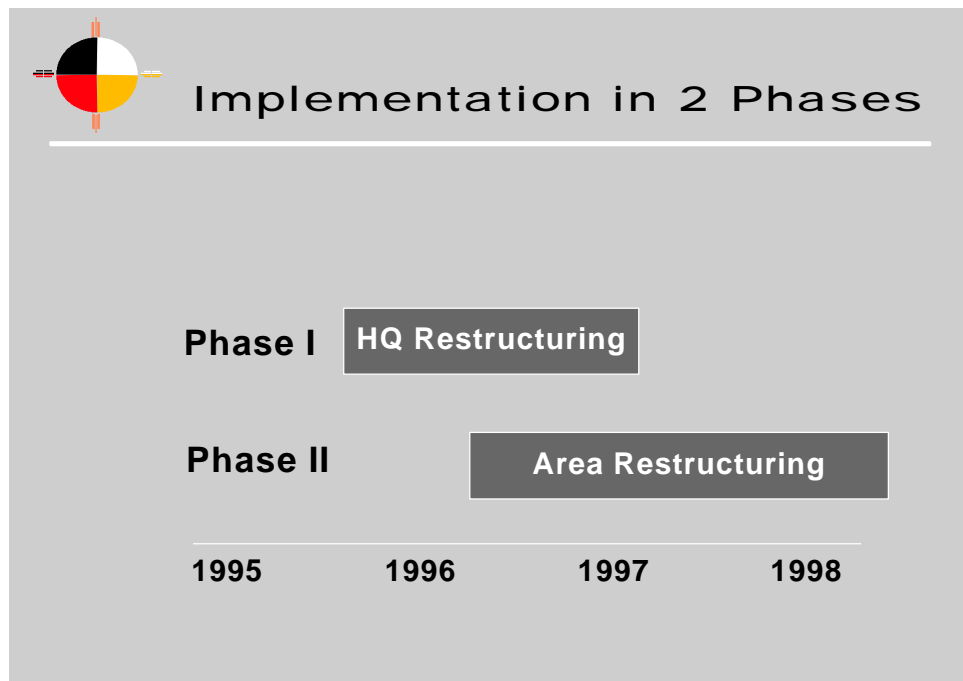 Implementation in 2 Phases
Phase I HQ Restructuring
Phase II Area Restructuring
1995 1996 1997 1998